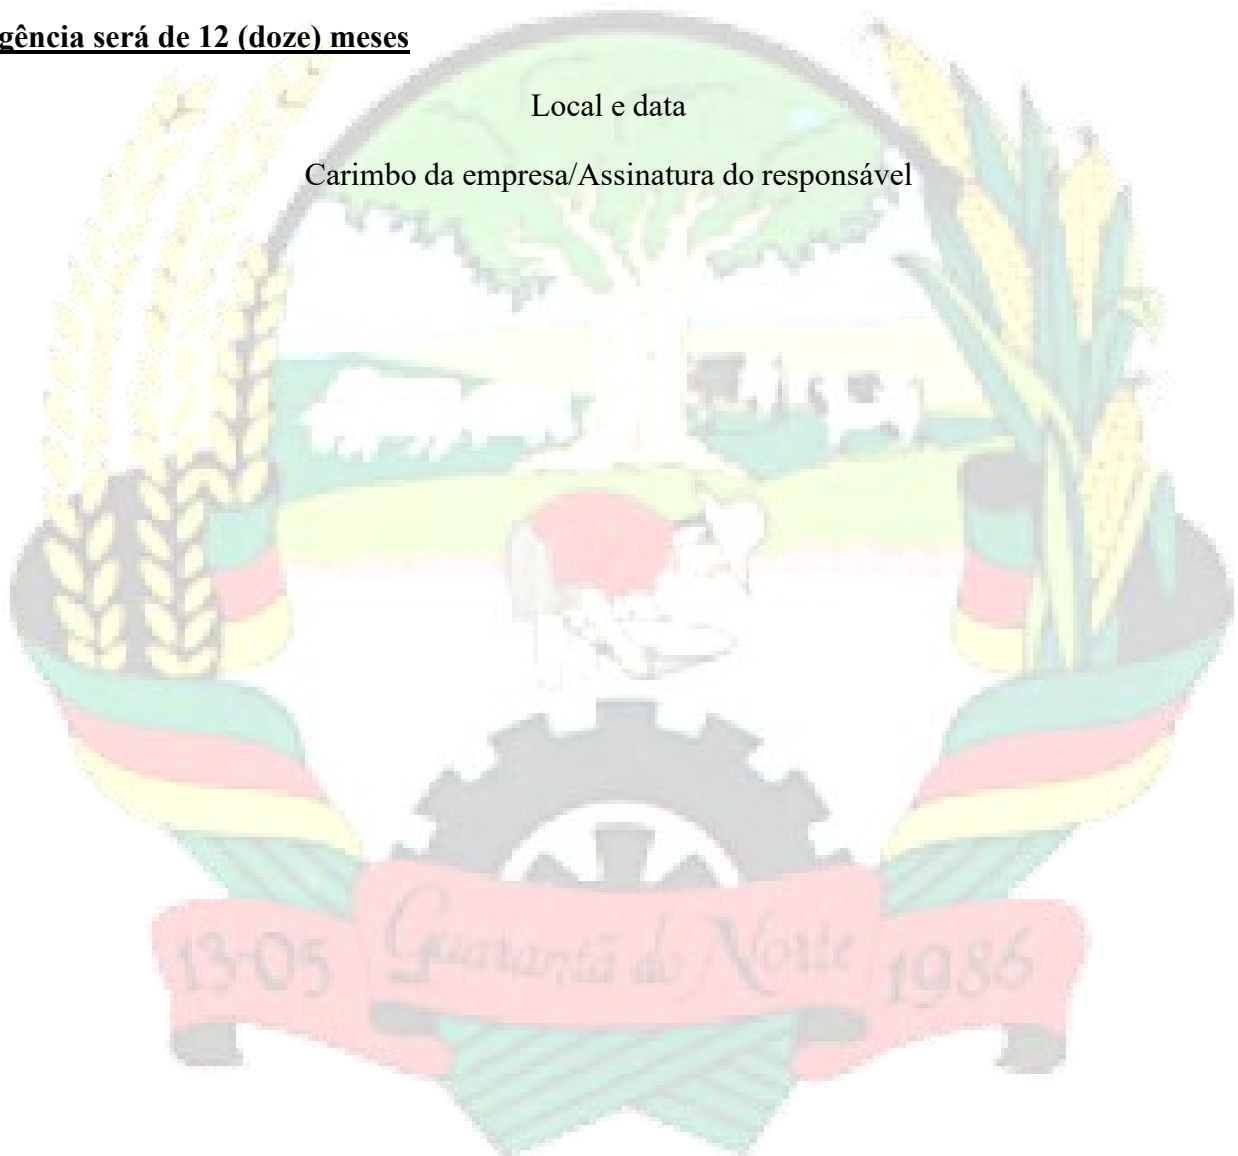 gência será de 12 (doze) meses
Local e data
Carimbo da empresa/Assinatura do responsável
13-05 Guarantã do Norte 1986